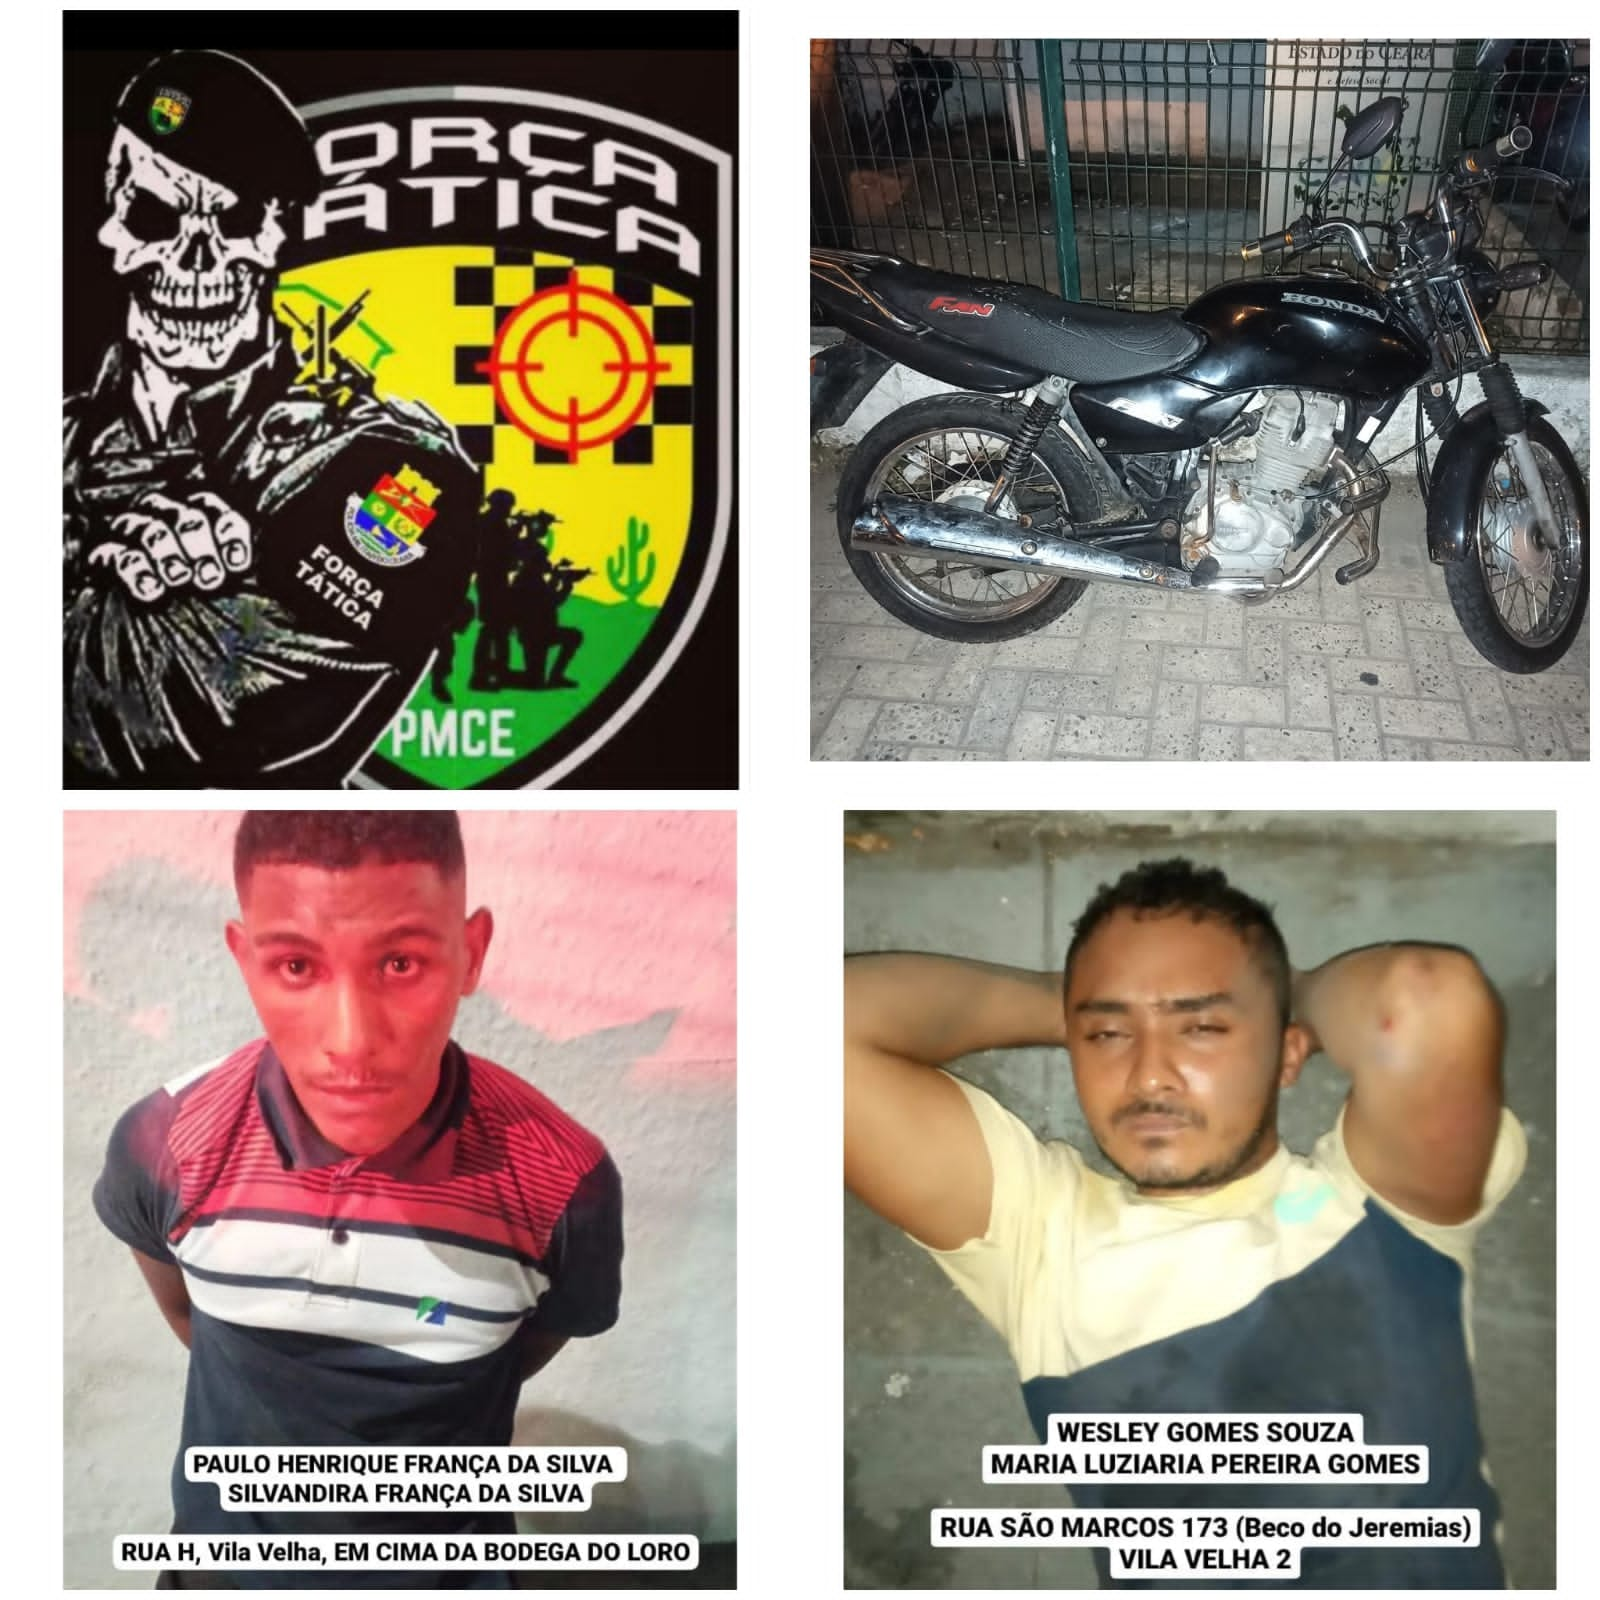 ORÇA
ÁTICA
FORÇA
TÁTICA
PMCE
ESTADO DO CEARÁ
e Defesa Social
FAN
HONDA
PAULO HENRIQUE FRANÇA DA SILVA
SILVANDIRA FRANÇA DA SILVA
RUA H, Vila Velha, EM CIMA DA BODEGA DO LORO
WESLEY GOMES SOUZA
MARIA LUZIARIA PEREIRA GOMES
RUA SÃO MARCOS 173 (Beco do Jeremias)
VILA VELHA 2